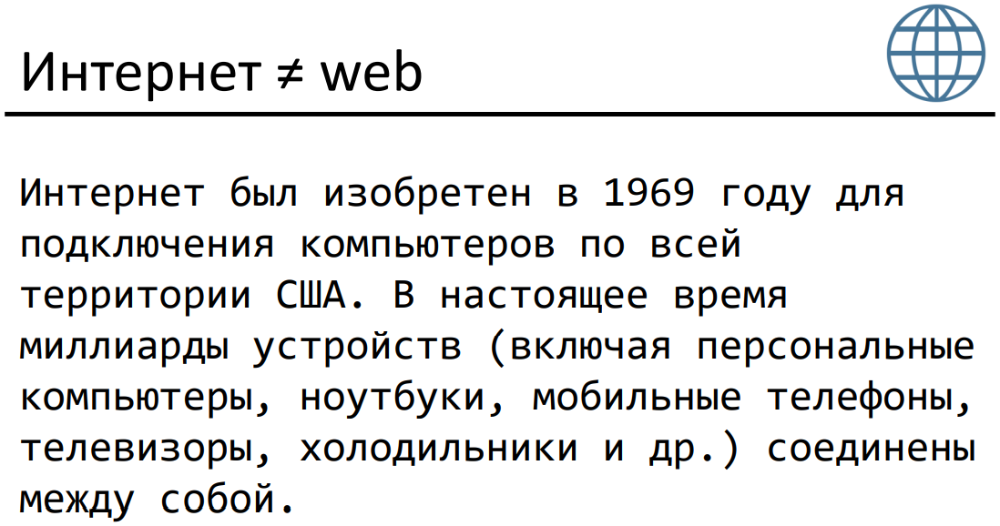 Интернет ≠ web
Интернет был изобретен в 1969 году для
подключения компьютеров по всей
территории США. В настоящее время
миллиарды устройств (включая персональные
компьютеры, ноутбуки, мобильные телефоны,
телевизоры, холодильники и др.) соединены
между собой.